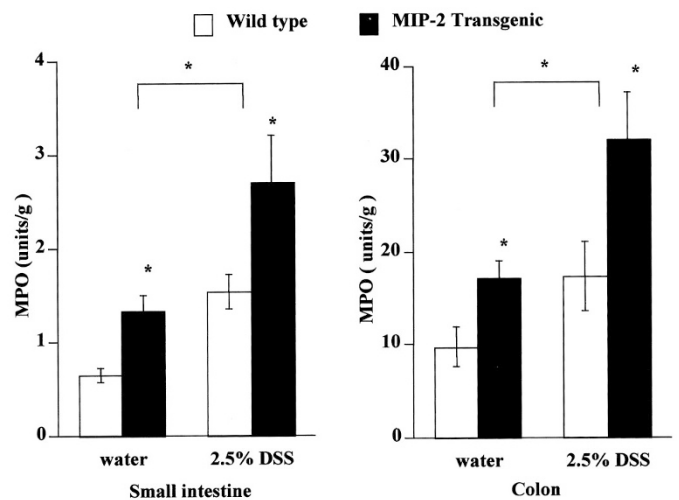 Wild type
MIP-2 Transgenic
MPO (units/g )
4
3
2
1
0
*
*
*
water
2.5% DSS
Small intestine
MPO ( units/g)
40
30
20
10
0
*
*
*
water
2.5% DSS
Colon